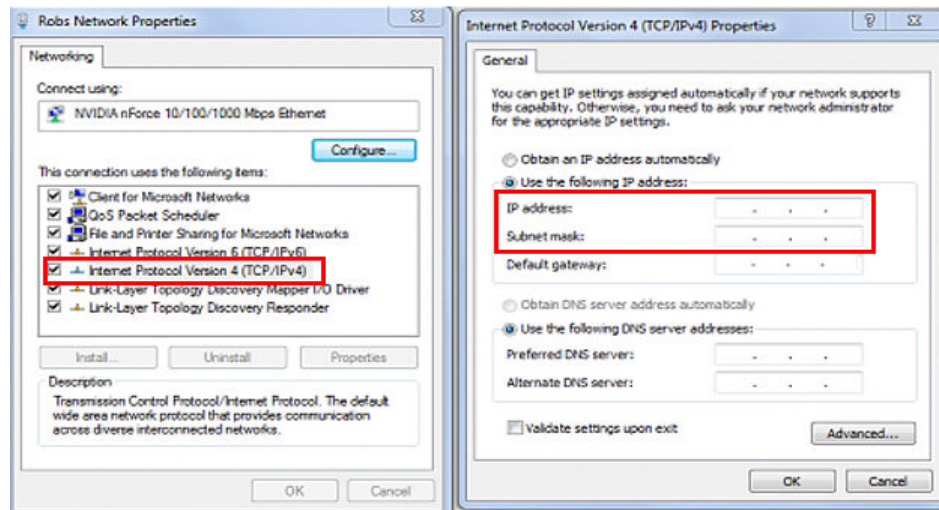 Robs Network Properties
Networking
Connect using:
NVIDIA nForce 10/100/1000 Mbps Ethernet
Configure...
This connection uses the following items:
Client for Microsoft Networks
QoS Packet Scheduler
File and Printer Sharing for Microsoft Networks
Internet Protocol Version 6 (TCP/IPv6)
Internet Protocol Version 4 (TCP/IPv4)
Link-Layer Topology Discovery Mapper I/O Driver
Link-Layer Topology Discovery Responder
Install...
Uninstall
Properties
Description
Transmission Control Protocol/Internet Protocol. The default
wide area network protocol that provides communication
across diverse interconnected networks.
OK
Cancel
Internet Protocol Version 4 (TCP/IPv4) Properties
General
You can get IP settings assigned automatically if your network supports
this capability. Otherwise, you need to ask your network administrator
for the appropriate IP settings.
Obtain an IP address automatically
Use the following IP address:
IP address:
Subnet mask:
Default gateway:
Obtain DNS server address automatically
Use the following DNS server addresses:
Preferred DNS server:
Alternate DNS server:
Validate settings upon exit
Advanced...
OK
Cancel